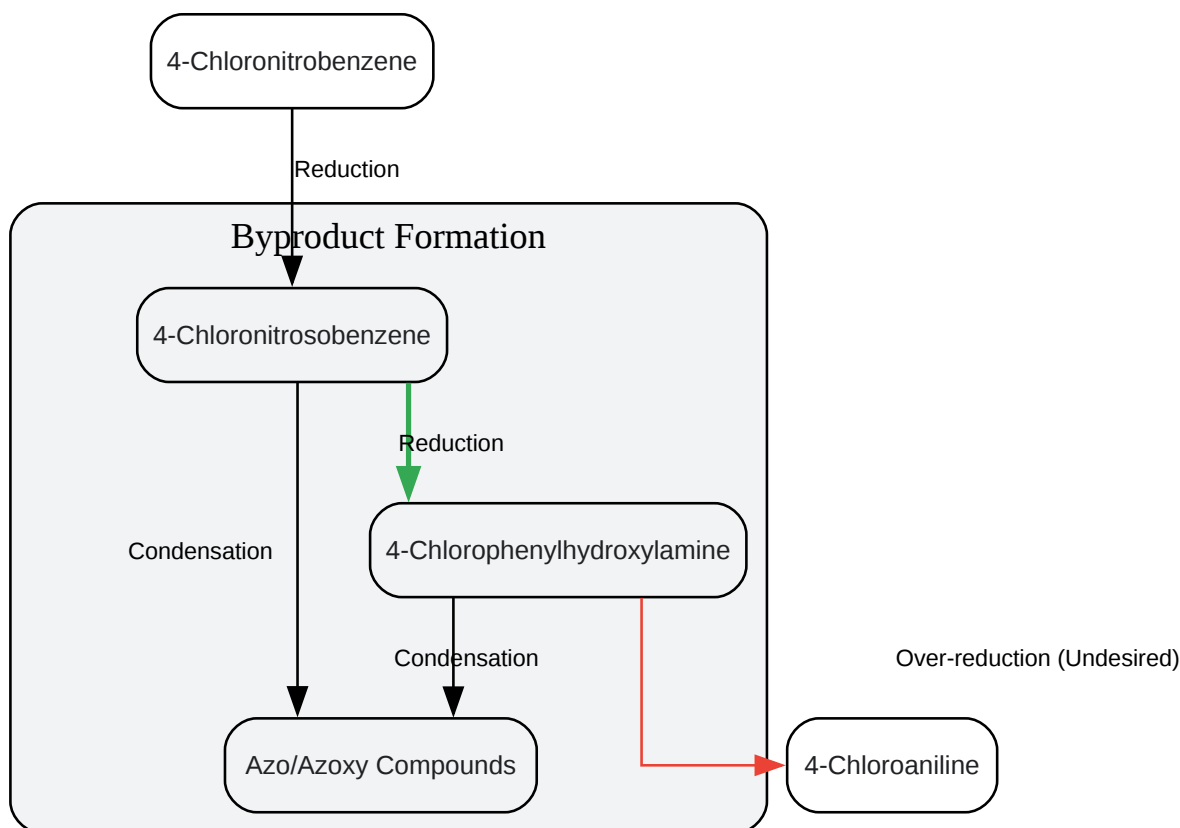 4-Chloronitrobenzene
Reduction
Byproduct Formation
4-Chloronitrosobenzene
Reduction
4-Chlorophenylhydroxylamine
Condensation
Condensation
Over-reduction (Undesired)
Azo/Azoxy Compounds
4-Chloroaniline